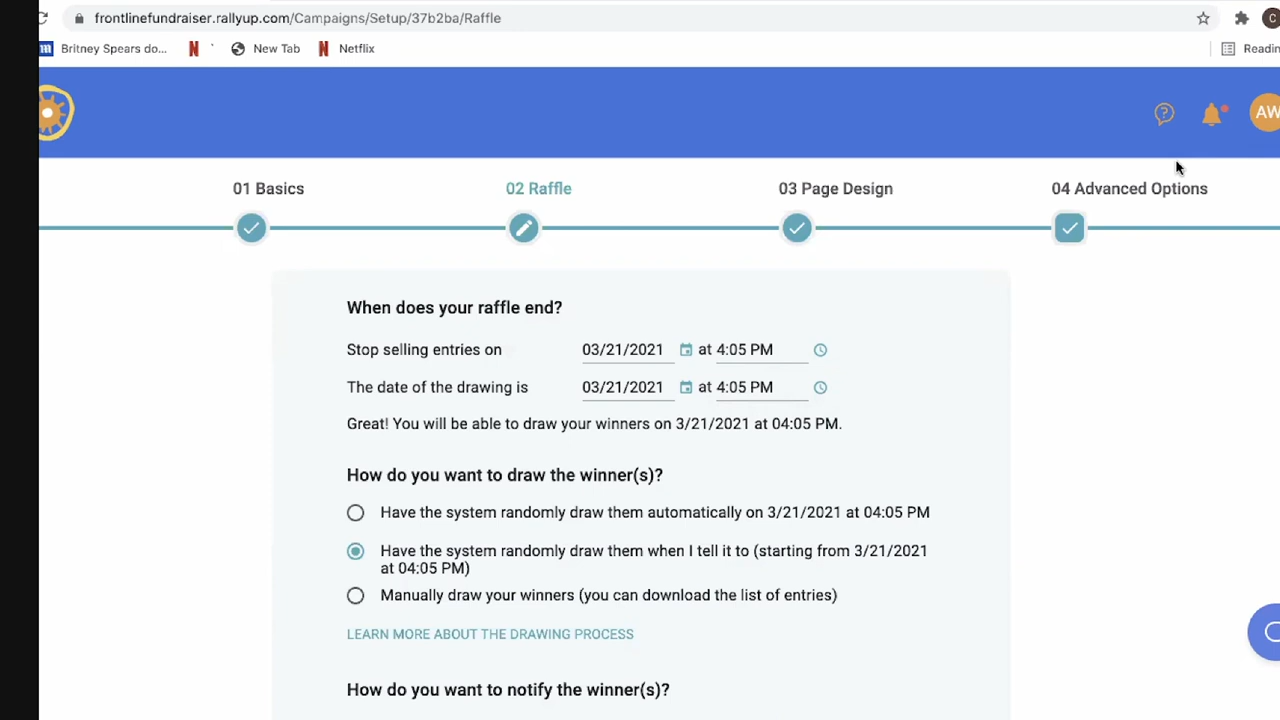 frontlinefundraiser.rallyup.com/Campaigns/Setup/37b2ba/Raffle
m Britney Spears do... N ` New Tab N Netflix Readin
AW
01 Basics 02 Raffle 03 Page Design 04 Advanced Options
When does your raffle end?
Stop selling entries on 03/21/2021 at 4:05 PM
The date of the drawing is 03/21/2021 at 4:05 PM
Great! You will be able to draw your winners on 3/21/2021 at 04:05 PM.
How do you want to draw the winner(s)?
Have the system randomly draw them automatically on 3/21/2021 at 04:05 PM
Have the system randomly draw them when I tell it to (starting from 3/21/2021
at 04:05 PM)
Manually draw your winners (you can download the list of entries)
LEARN MORE ABOUT THE DRAWING PROCESS
How do you want to notify the winner(s)?